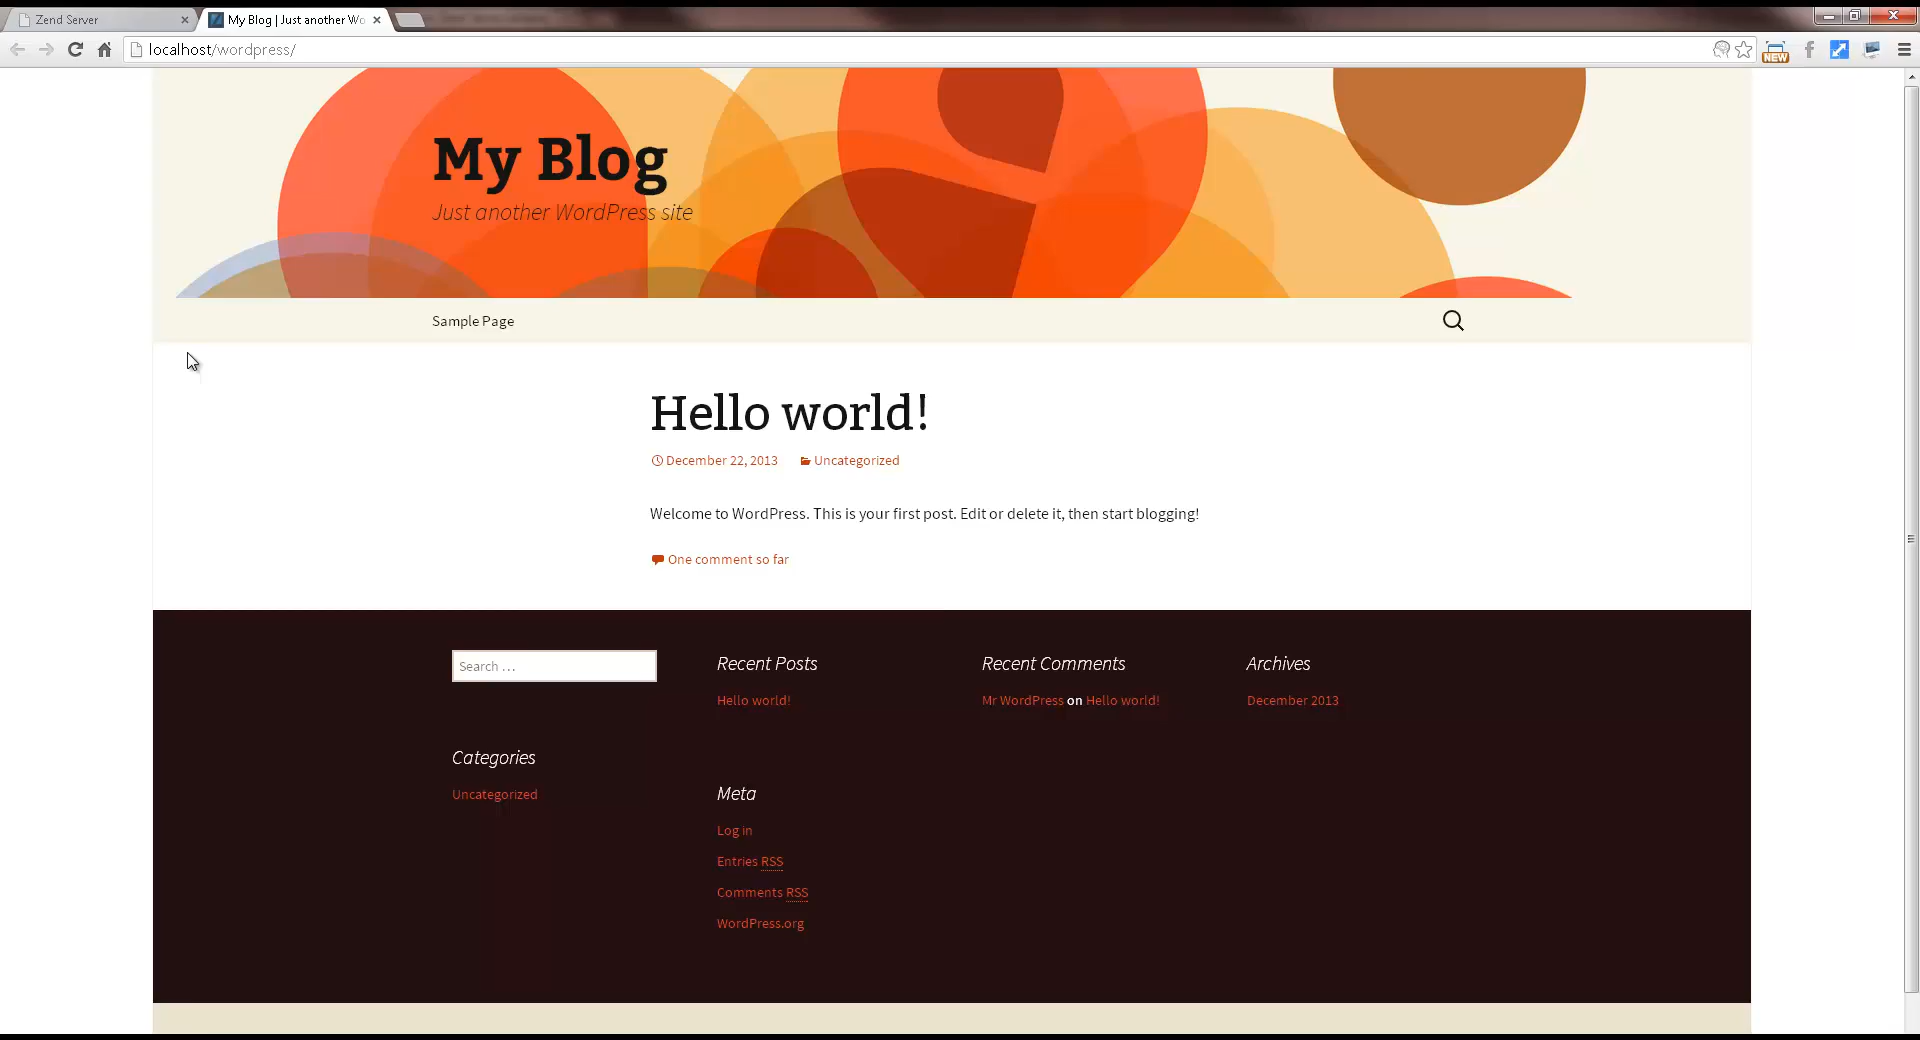 Zend Server
My Blog | Just another Wo
localhost/wordpress/
NEW
My Blog
Just another WordPress site
Sample Page
Hello world!
December 22, 2013 Uncategorized
Welcome to WordPress. This is your first post. Edit or delete it, then start blogging!
One comment so far
Search …
Recent Posts
Hello world!
Recent Comments
Mr WordPress on Hello world!
Archives
December 2013
Categories
Uncategorized
Meta
Log in
Entries RSS
Comments RSS
WordPress.org